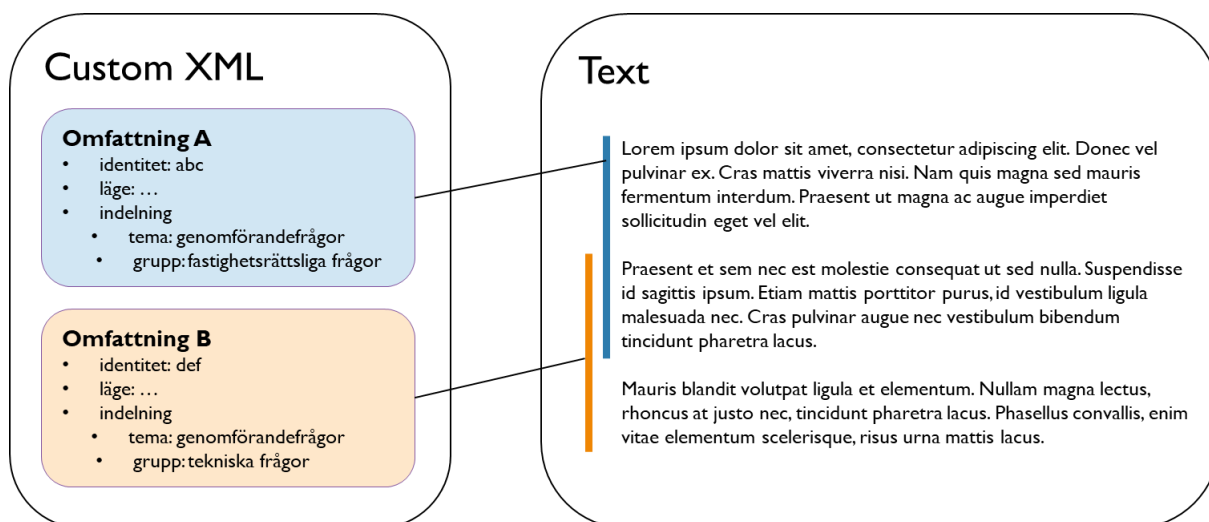 Custom XML
Omfattning A
• identitet: abc
• läge: …
• indelning
• tema: genomförandefrågor
• grupp: fastighetsrättsliga frågor
Omfattning B
• identitet: def
• läge: …
• indelning
• tema: genomförandefrågor
• grupp: tekniska frågor
Text
Lorem ipsum dolor sit amet, consectetur adipiscing elit. Donec vel
pulvinar ex. Cras mattis viverra nisi. Nam quis magna sed mauris
fermentum interdum. Praesent ut magna ac augue imperdiet
sollicitudin eget vel elit.
Praesent et sem nec est molestie consequat ut sed nulla. Suspendisse
id sagittis ipsum. Etiam mattis porttitor purus, id vestibulum ligula
malesuada nec. Cras pulvinar augue nec vestibulum bibendum
tincidunt pharetra lacus.
Mauris blandit volutpat ligula et elementum. Nullam magna lectus,
rhoncus at justo nec, tincidunt pharetra lacus. Phasellus convallis, enim
vitae elementum scelerisque, risus urna mattis lacus.